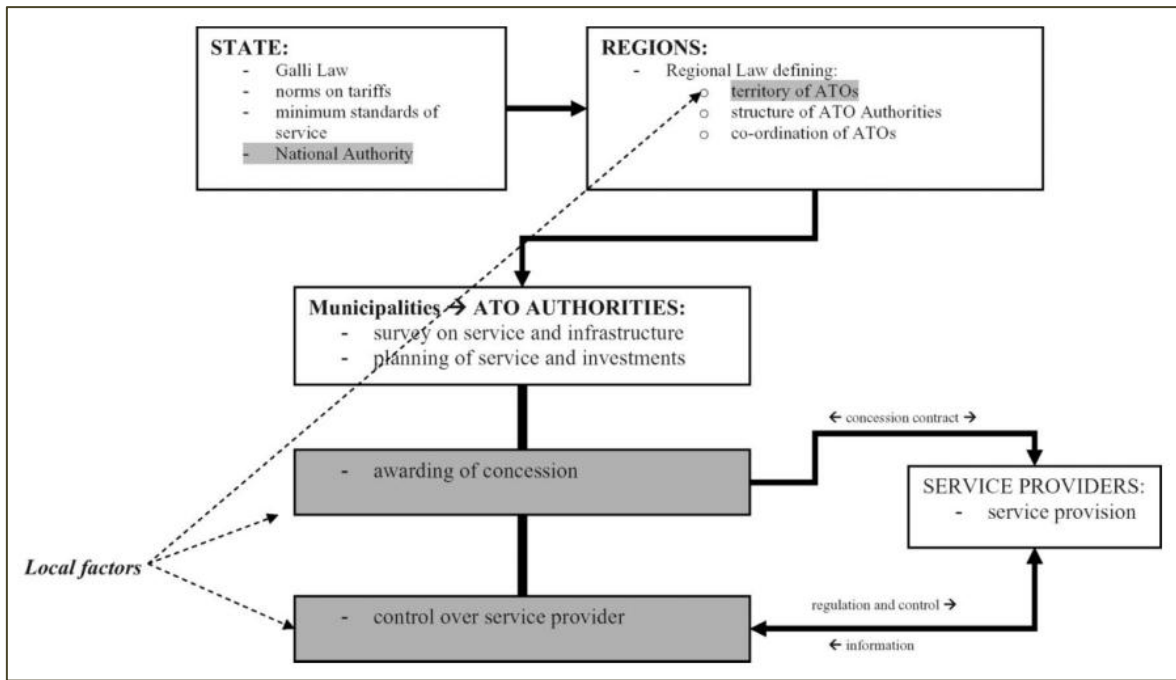 STATE:
- Galli Law
- norms on tariffs
- minimum standards of
service
- National Authority
REGIONS:
- Regional Law defining:
o territory of ATOs
o structure of ATO Authorities
o co-ordination of ATOs
Municipalities → ATO AUTHORITIES:
- survey on service and infrastructure
- planning of service and investments
← concession contract →
- awarding of concession
SERVICE PROVIDERS:
- service provision
Local factors
- control over service provider
regulation and control →
← information